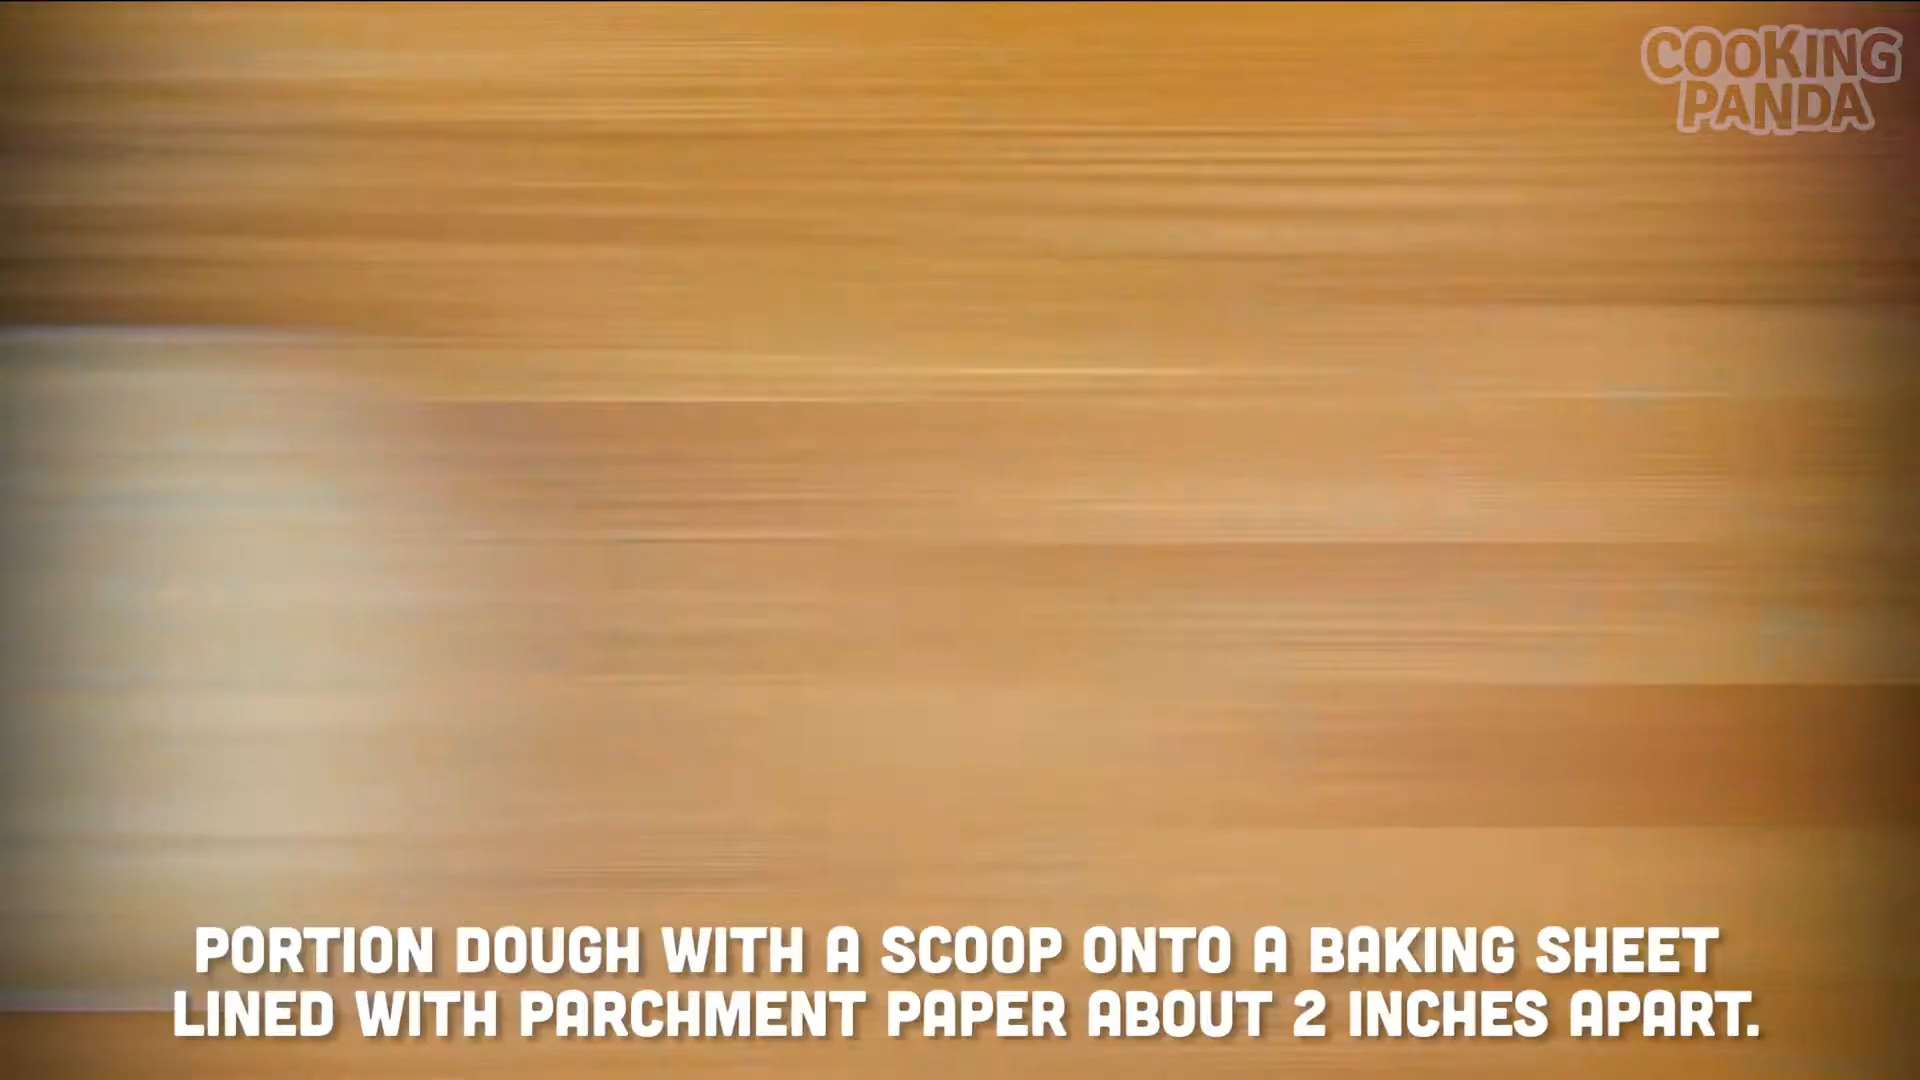 COOKING
PANDA
PORTION DOUGH WITH A SCOOP ONTO A BAKING SHEET
LINED WITH PARCHMENT PAPER ABOUT 2 INCHES APART.